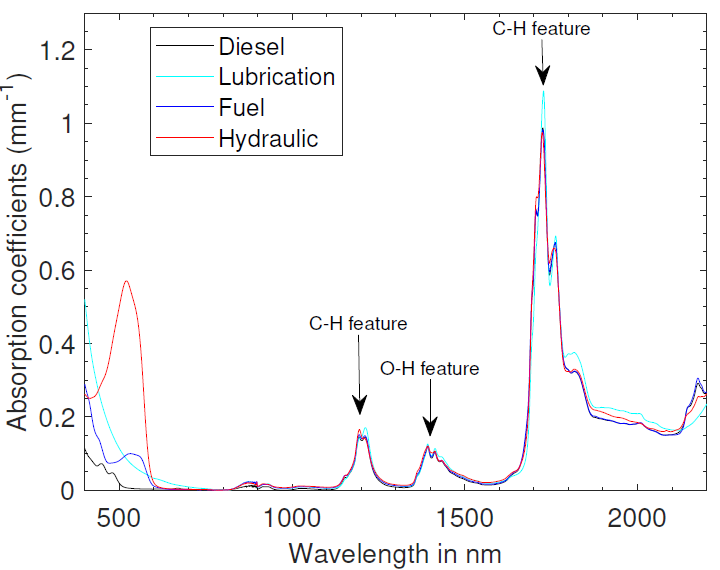 C-H feature
Diesel
Lubrication
Fuel
Hydraulic
C-H feature
O-H feature
1.2
1
0.8
0.6
0.4
0.2
0
500
1000
1500
2000
Absorption coefficients (mm⁻¹)
Wavelength in nm